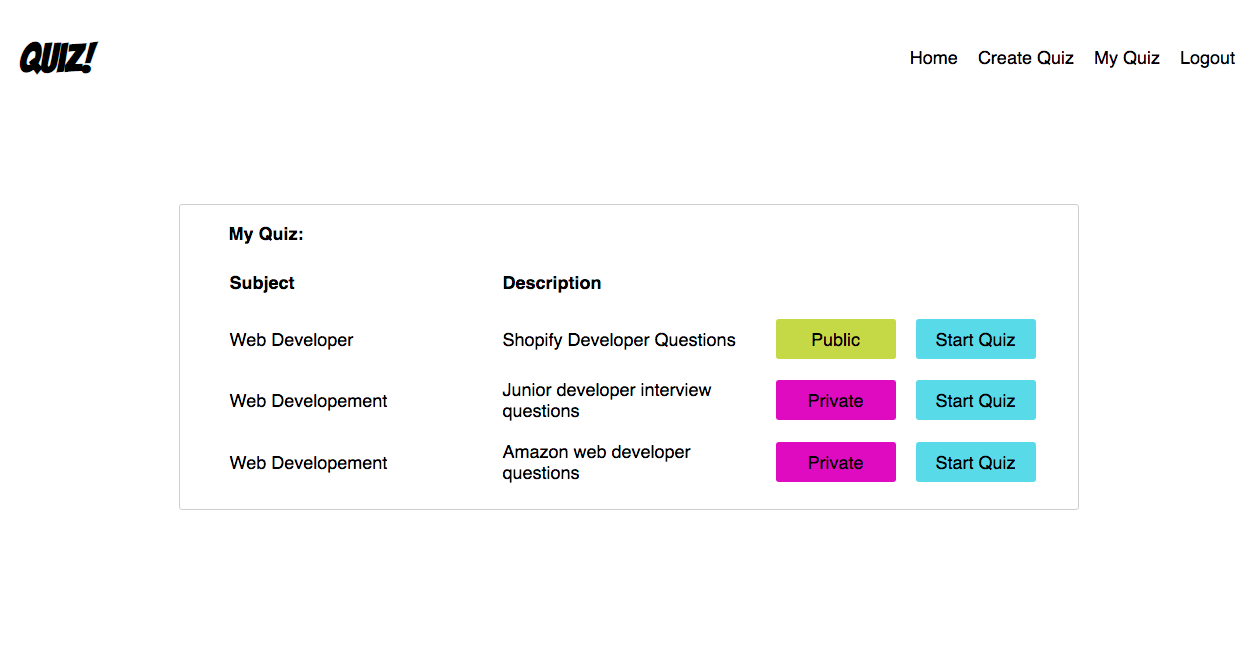 QUIZ!
Home Create Quiz My Quiz Logout
My Quiz:
Subject Description
Web Developer Shopify Developer Questions Public Start Quiz
Web Developement Junior developer interview
questions Private Start Quiz
Web Developement Amazon web developer
questions Private Start Quiz